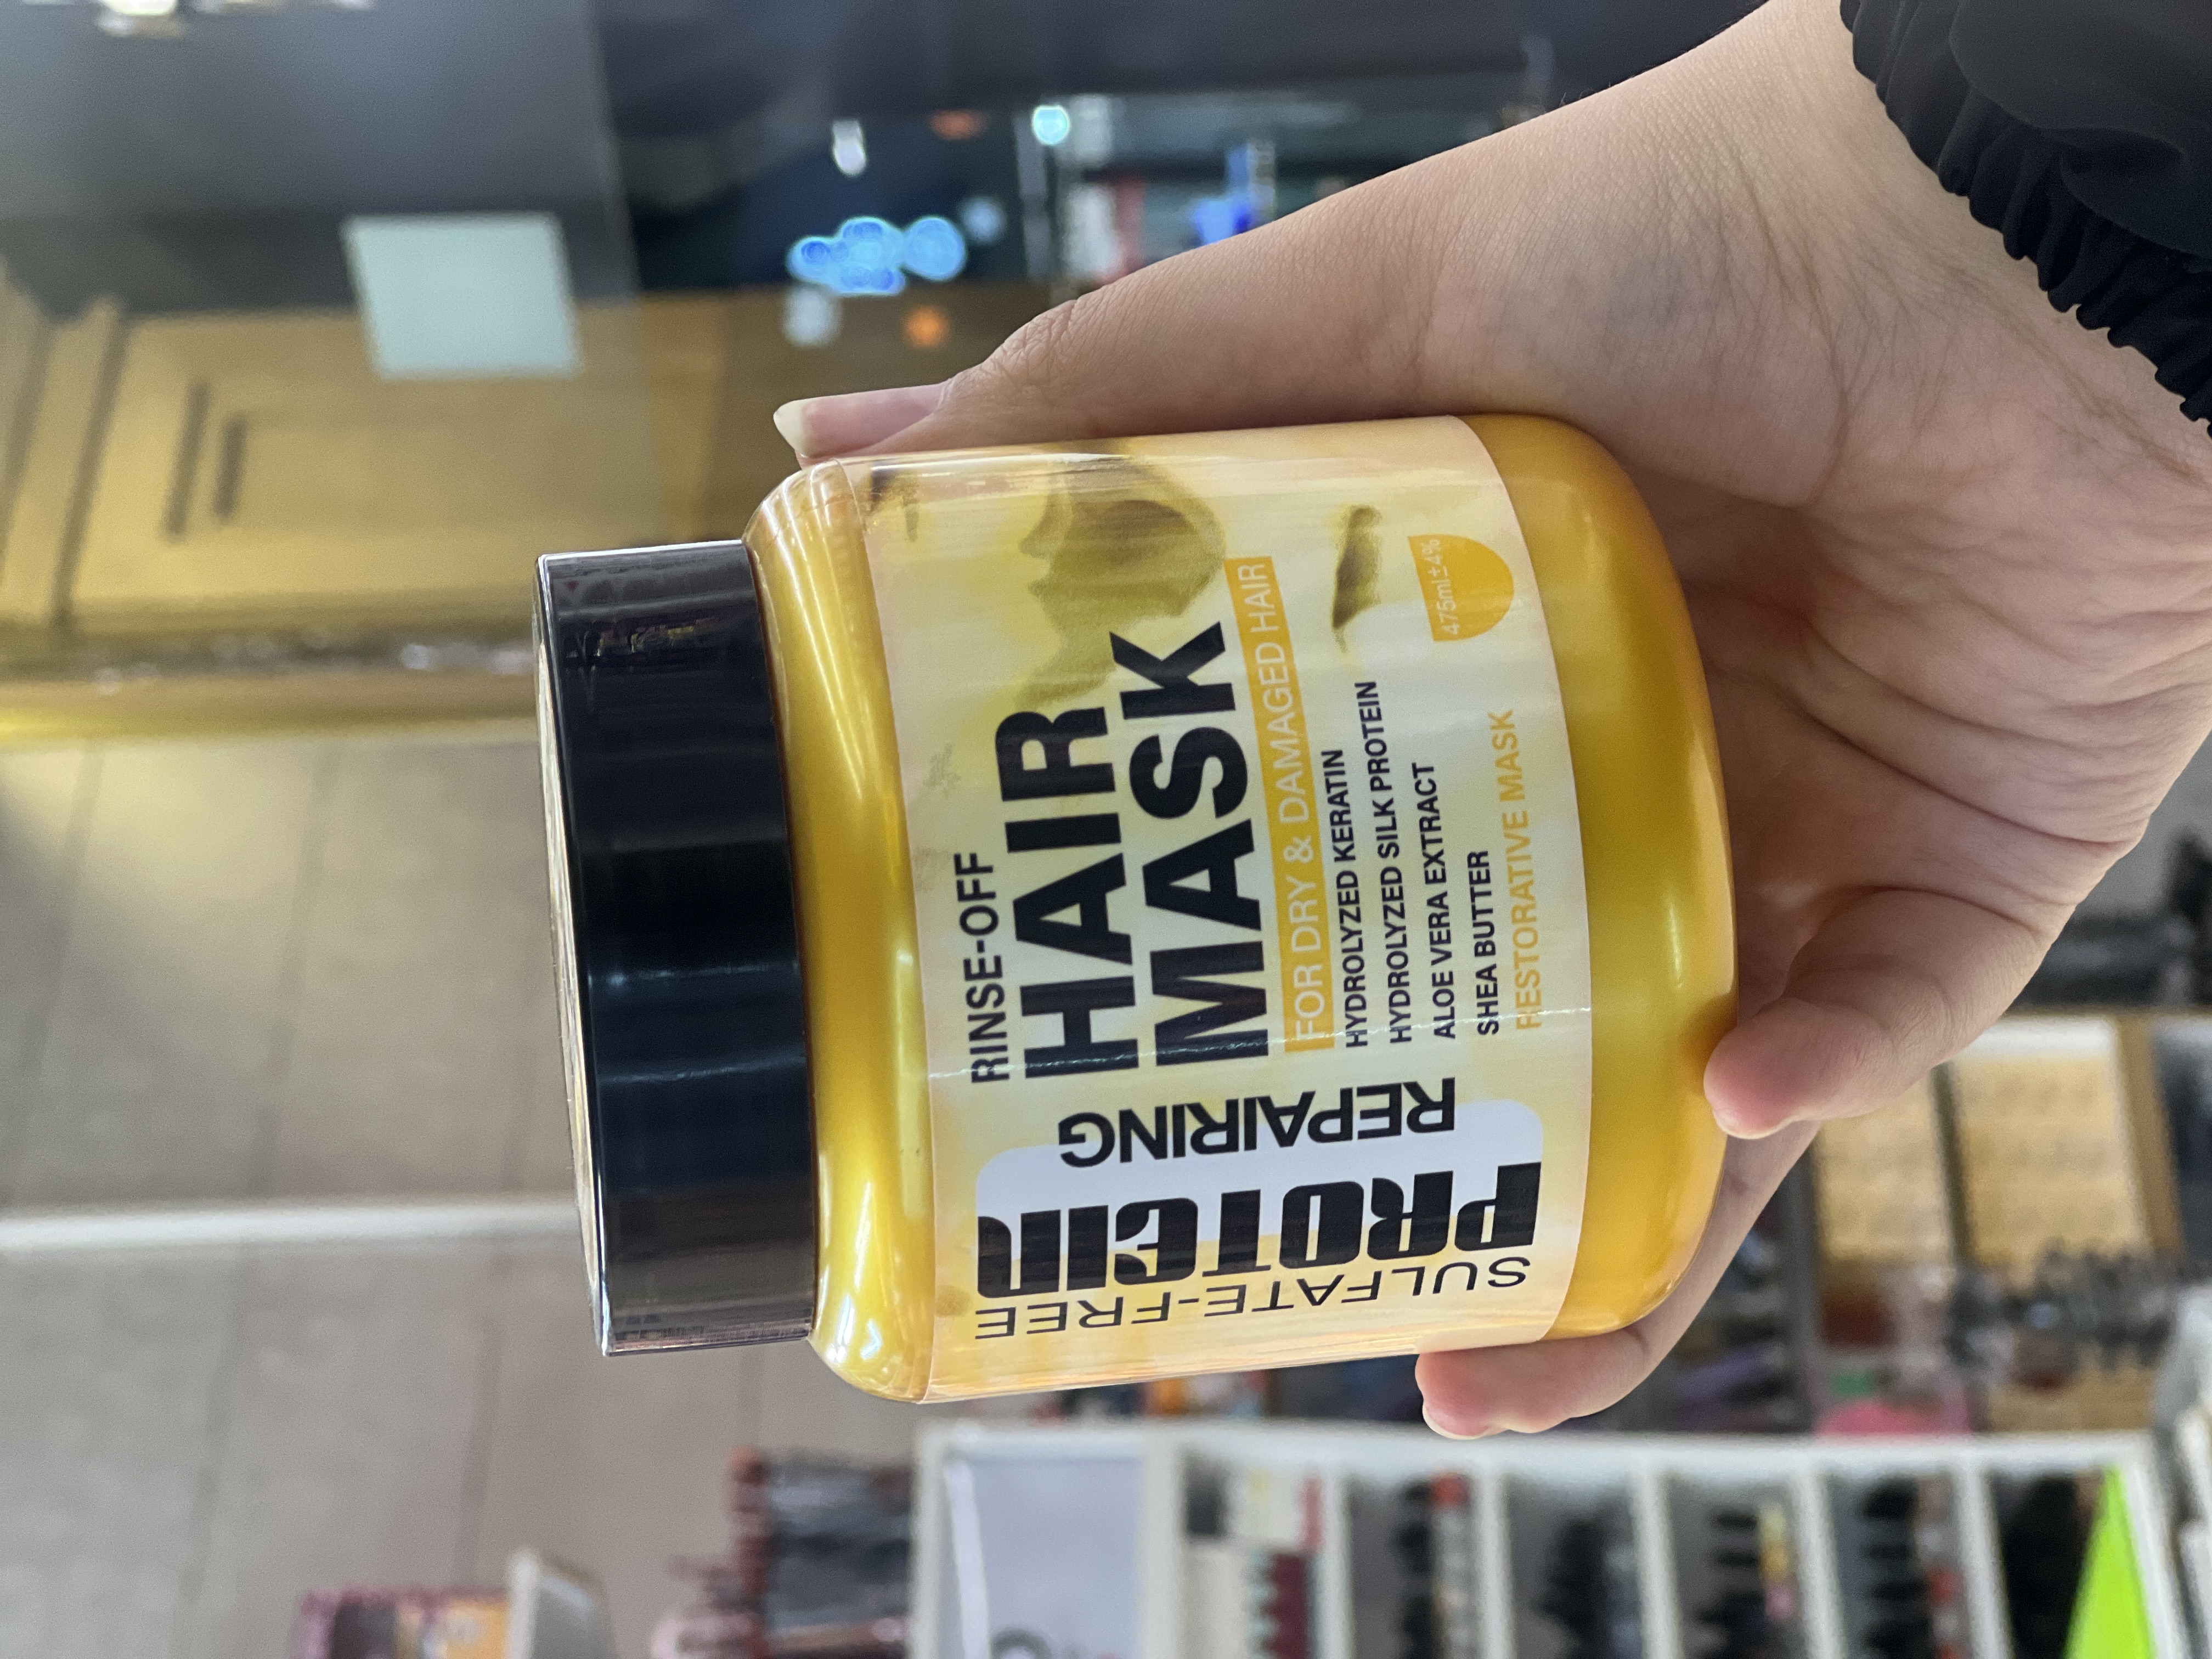 SULFATE-FREE
PROTEIN
REPAIRING
RINSE-OFF
HAIR
MASK
FOR DRY & DAMAGED HAIR
HYDROLYZED KERATIN
HYDROLYZED SILK PROTEIN
ALOE VERA EXTRACT
SHEA BUTTER
RESTORATIVE MASK
475ml±4%